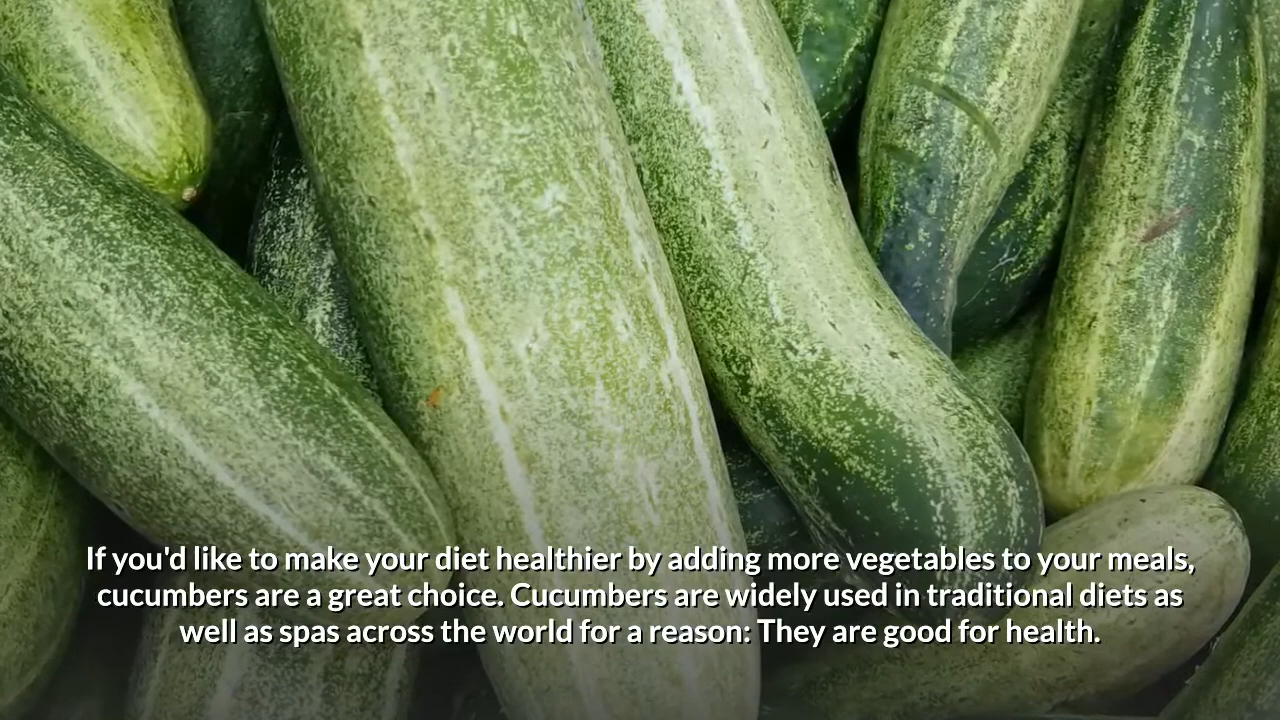 If you'd like to make your diet healthier by adding more vegetables to your meals,
cucumbers are a great choice. Cucumbers are widely used in traditional diets as
well as spas across the world for a reason: They are good for health.